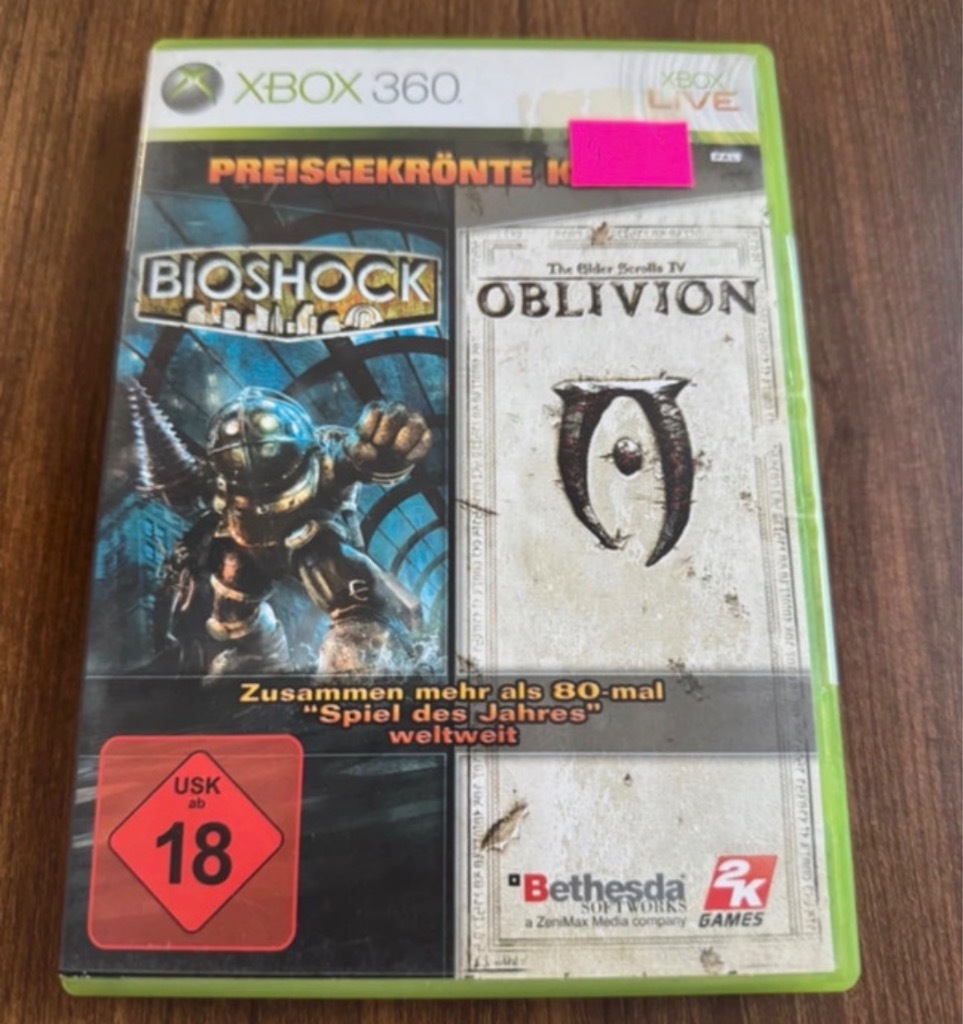 XBOX 360
XBOX
LIVE
PAL
PREISGEKRÖNTE K
BIOSHOCK
The Elder Scrolls IV
OBLIVION
Zusammen mehr als 80-mal
"Spiel des Jahres"
weltweit
USK
ab
18
Bethesda
SOFTWORKS
a ZeniMax Media company
2K
GAMES